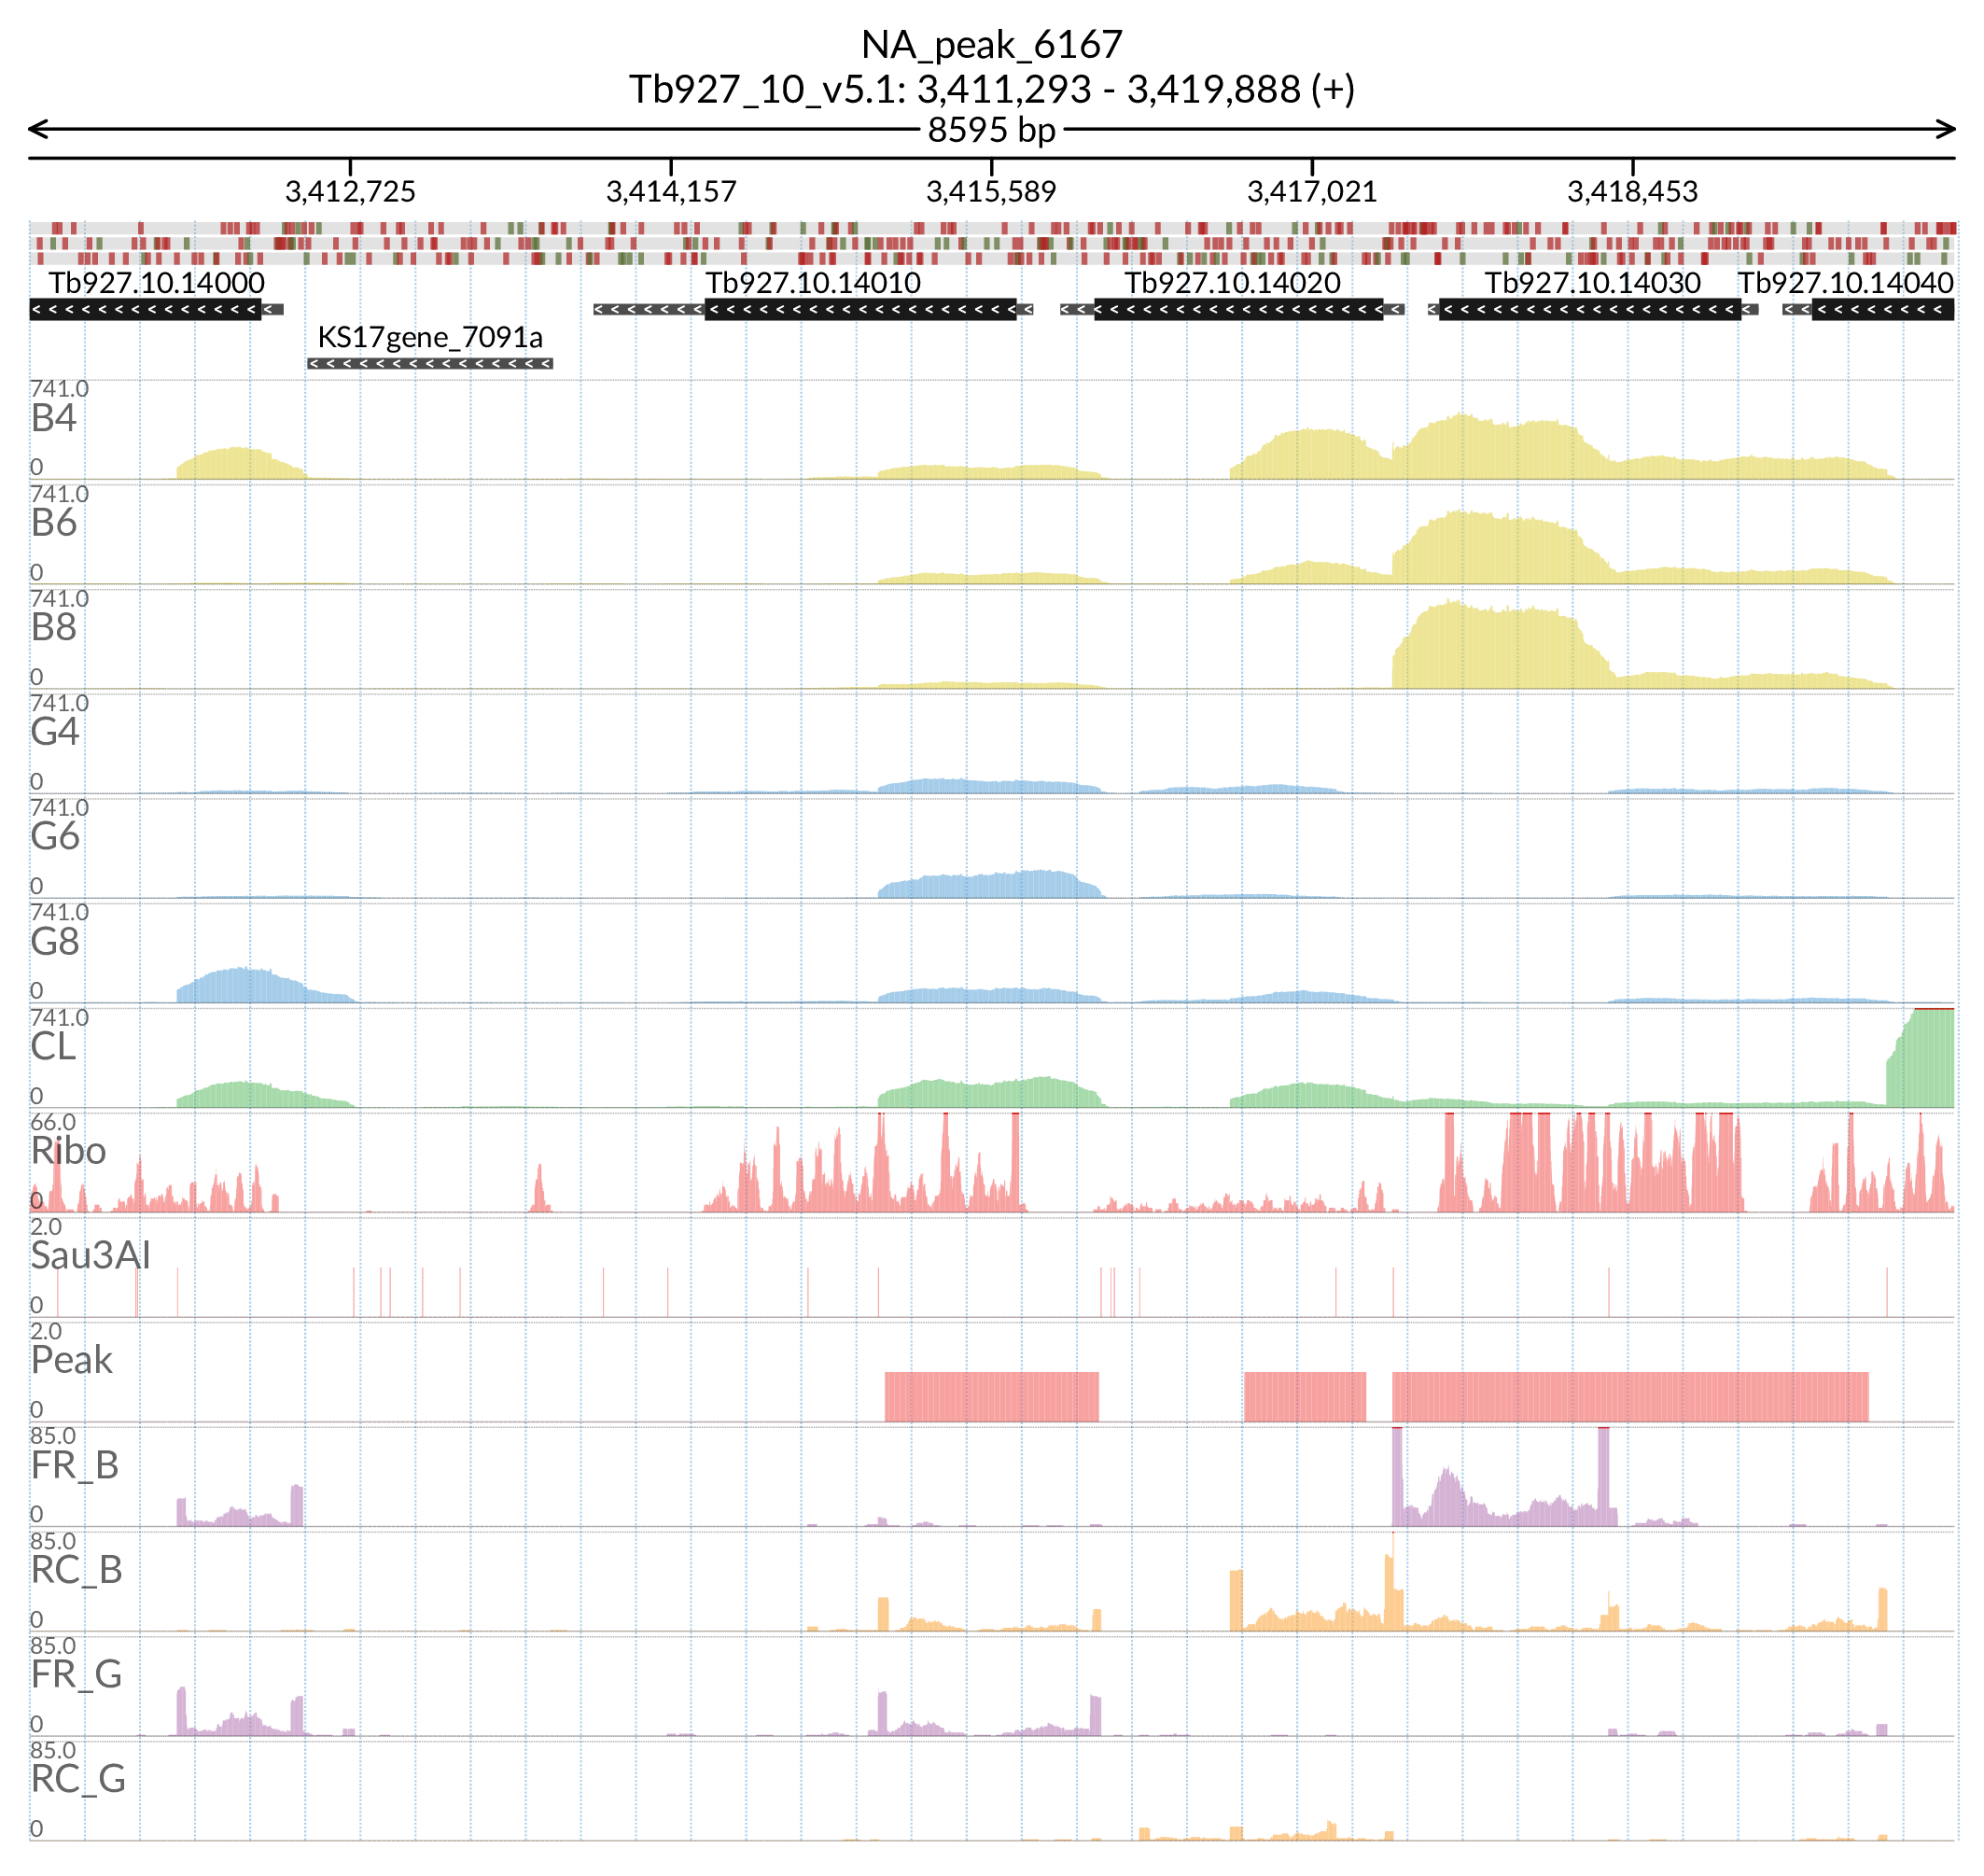 NA_peak_6167
Tb927_10_v5.1: 3,411,293 - 3,419,888 (+)
8595 bp
3,412,725 3,414,157 3,415,589 3,417,021 3,418,453
Tb927.10.14000 Tb927.10.14010 Tb927.10.14020 Tb927.10.14030 Tb927.10.14040
KS17gene_7091a
741.0
B4
0
741.0
B6
0
741.0
B8
0
741.0
G4
0
741.0
G6
0
741.0
G8
0
741.0
CL
0
66.0
Ribo
0
2.0
Sau3AI
0
2.0
Peak
0
85.0
FR_B
0
85.0
RC_B
0
85.0
FR_G
0
85.0
RC_G
0